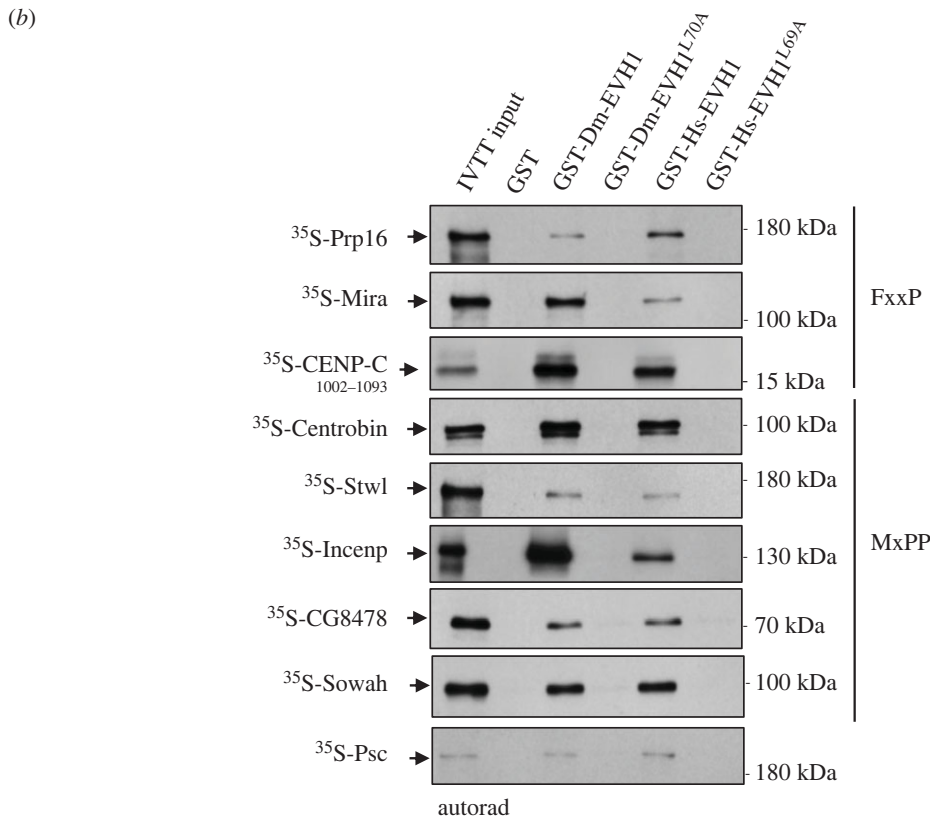 (b)
IVTT input
GST
GST-Dm-EVH1
GST-Dm-EVH1L70A
GST-Hs-EVH1
GST-Hs-EVH1L69A
35S-Prp16
- 180 kDa
35S-Mira
- 100 kDa
FxxP
35S-CENP-C
1002–1093
- 15 kDa
35S-Centrobin
- 100 kDa
35S-Stwl
- 180 kDa
35S-Incenp
- 130 kDa
MxPP
35S-CG8478
- 70 kDa
35S-Sowah
- 100 kDa
35S-Psc
- 180 kDa
autorad